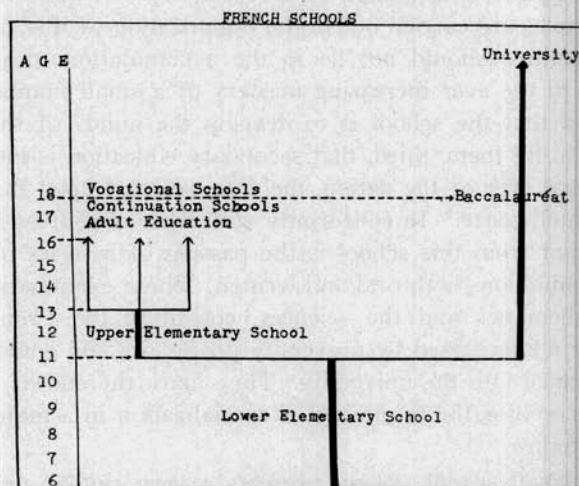 FRENCH SCHOOLS
University
A G E
Vocational Schools
18 Baccalauréat
Continuation Schools
17
Adult Education
16
15
14
13
12 Upper Elementary School
11
10
9 Lower Elementary School
8
7
6